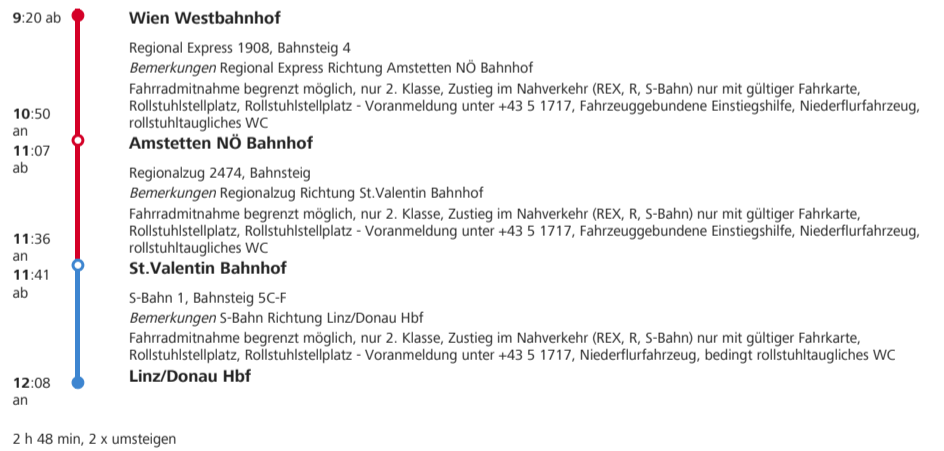 9:20 ab
Wien Westbahnhof
Regional Express 1908, Bahnsteig 4
Bemerkungen Regional Express Richtung Amstetten NÖ Bahnhof
Fahrradmitnahme begrenzt möglich, nur 2. Klasse, Zustieg im Nahverkehr (REX, R, S-Bahn) nur mit gültiger Fahrkarte,
Rollstuhlstellplatz, Rollstuhlstellplatz - Voranmeldung unter +43 5 1717, Fahrzeuggebundene Einstiegshilfe, Niederflurfahrzeug,
rollstuhltaugliches WC
10:50
an
11:07
ab
Amstetten NÖ Bahnhof
Regionalzug 2474, Bahnsteig
Bemerkungen Regionalzug Richtung St.Valentin Bahnhof
Fahrradmitnahme begrenzt möglich, nur 2. Klasse, Zustieg im Nahverkehr (REX, R, S-Bahn) nur mit gültiger Fahrkarte,
Rollstuhlstellplatz, Rollstuhlstellplatz - Voranmeldung unter +43 5 1717, Fahrzeuggebundene Einstiegshilfe, Niederflurfahrzeug,
rollstuhltaugliches WC
11:36
an
11:41
ab
St.Valentin Bahnhof
S-Bahn 1, Bahnsteig 5C-F
Bemerkungen S-Bahn Richtung Linz/Donau Hbf
Fahrradmitnahme begrenzt möglich, nur 2. Klasse, Zustieg im Nahverkehr (REX, R, S-Bahn) nur mit gültiger Fahrkarte,
Rollstuhlstellplatz, Rollstuhlstellplatz - Voranmeldung unter +43 5 1717, Niederflurfahrzeug, bedingt rollstuhltaugliches WC
12:08
an
Linz/Donau Hbf
2 h 48 min, 2 x umsteigen